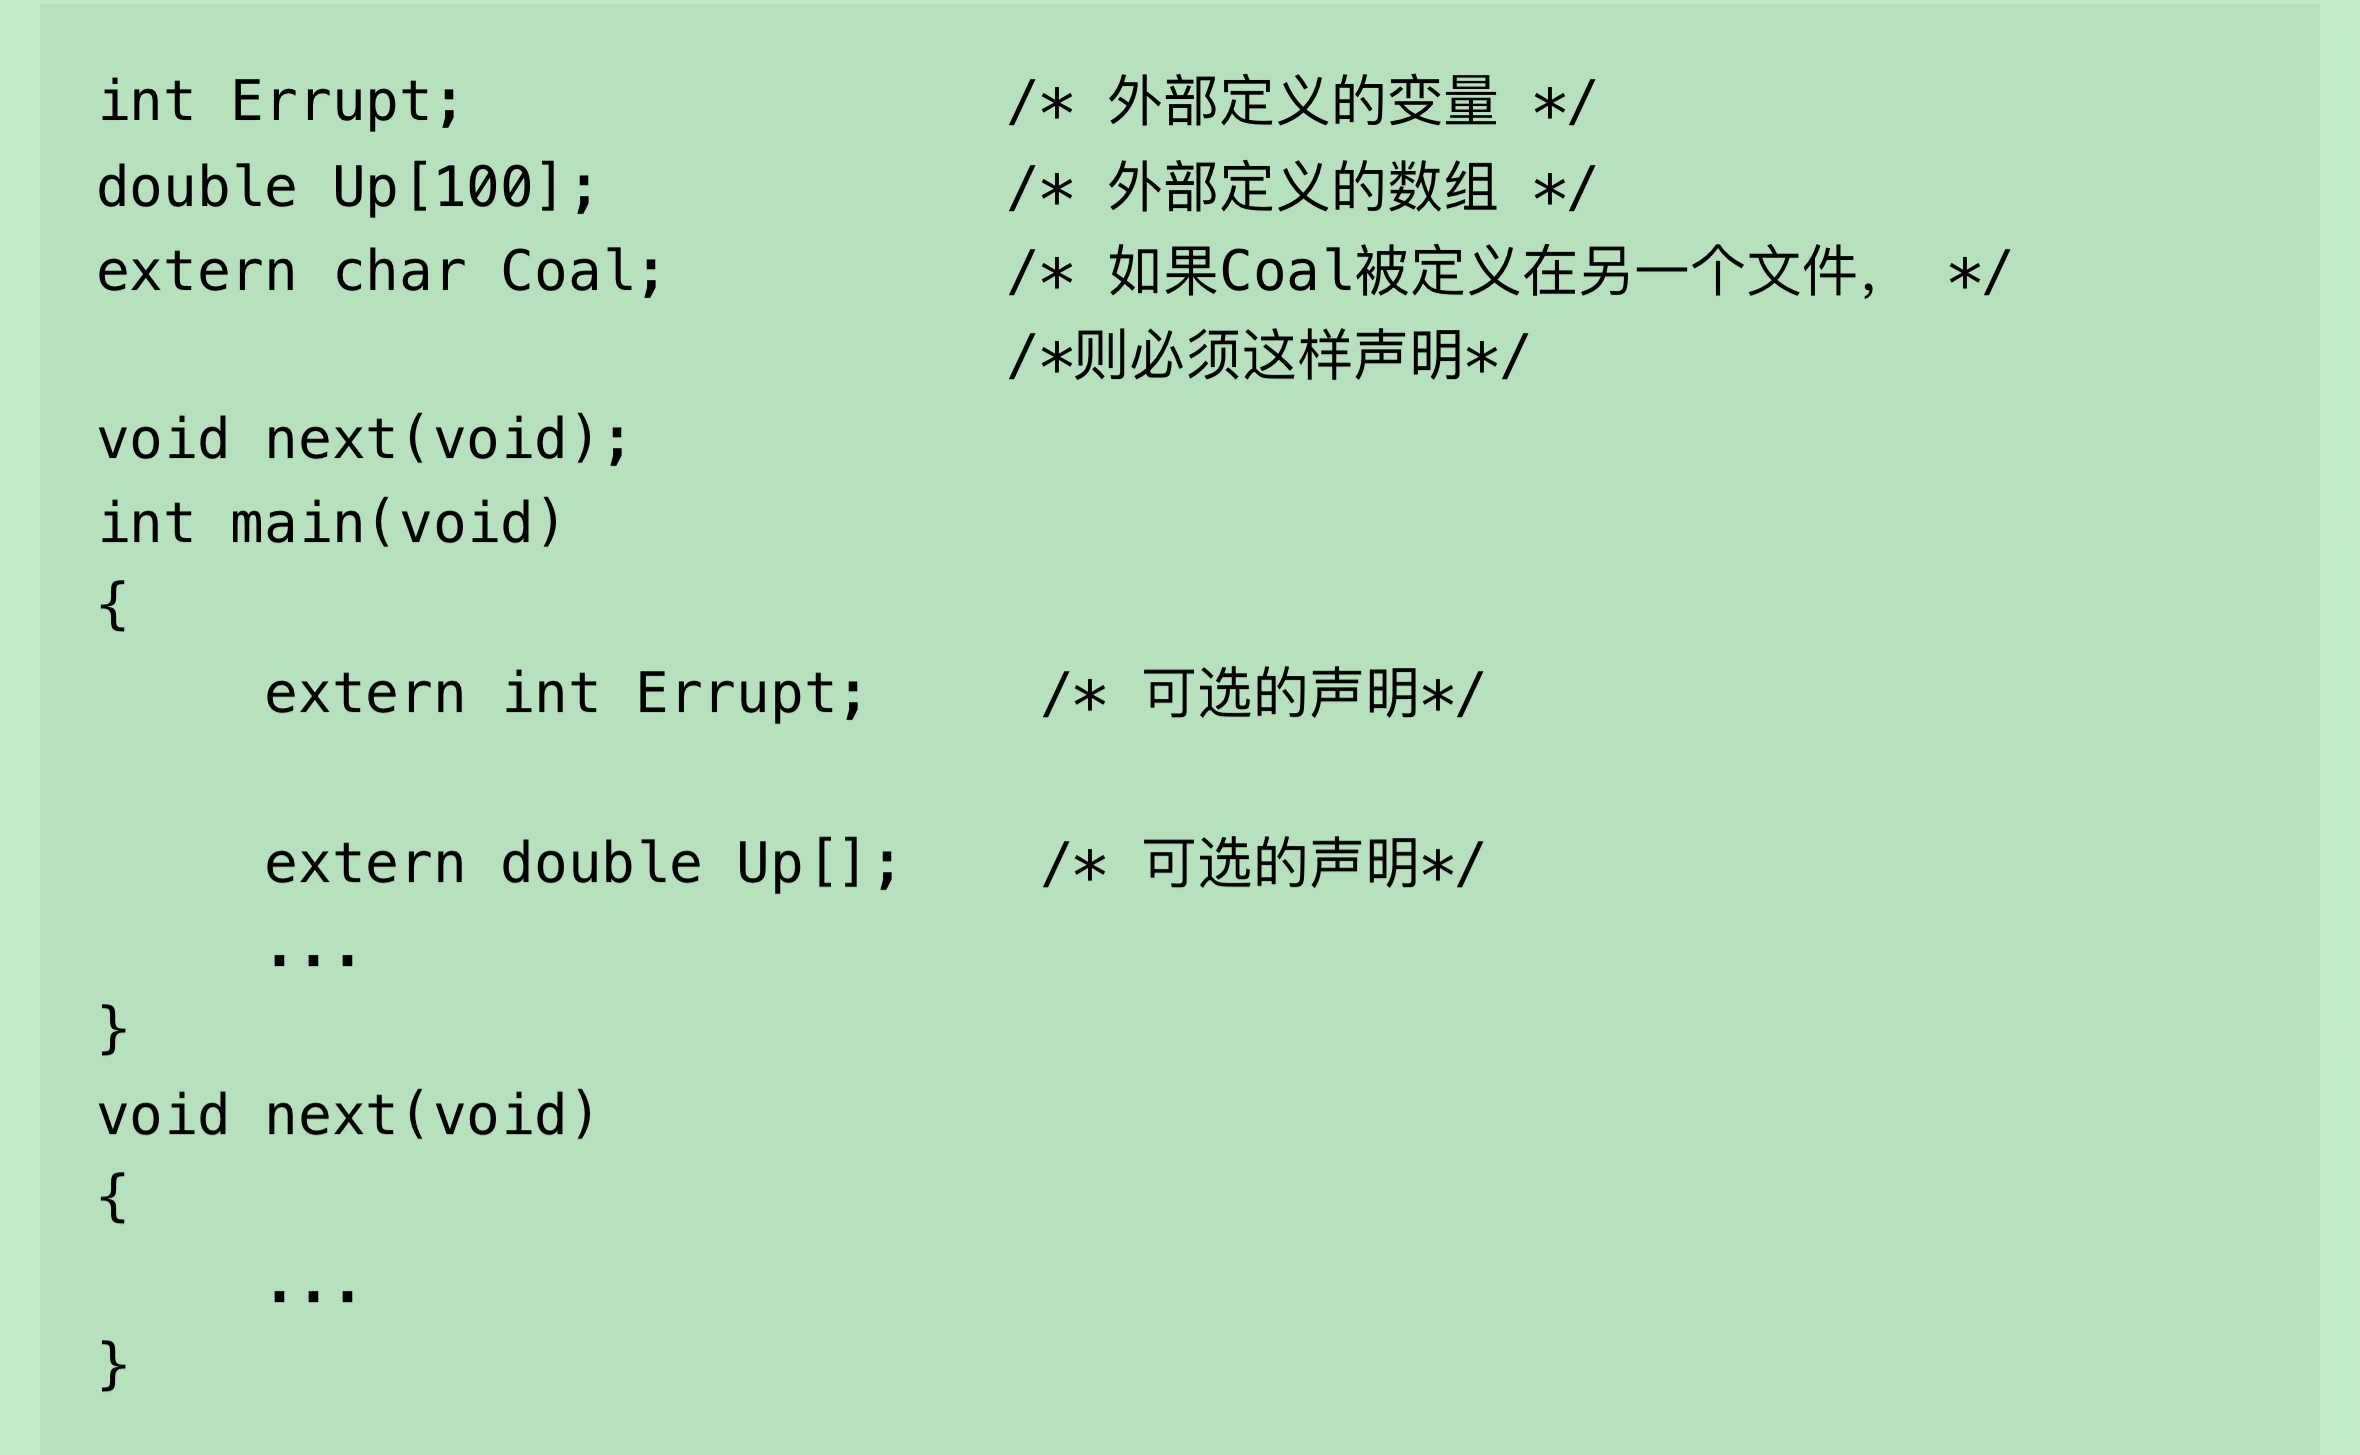 int Errupt;                /* 外部定义的变量 */
double Up[100];            /* 外部定义的数组 */
extern char Coal;          /* 如果Coal被定义在另一个文件， */
                           /*则必须这样声明*/
void next(void);
int main(void)
{
     extern int Errupt;     /* 可选的声明*/
     extern double Up[];    /* 可选的声明*/
     ...
}
void next(void)
{
     ...
}